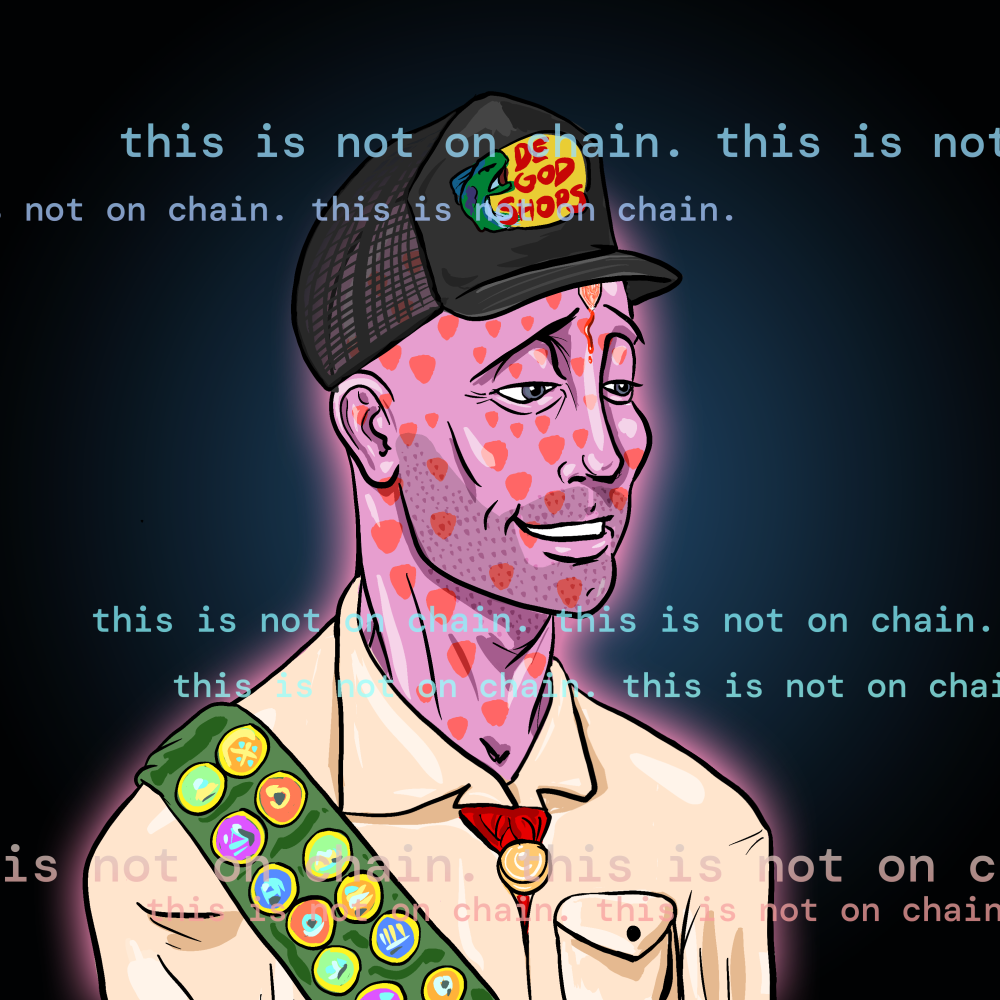 this is not on chain. this is not
BE
GOD
SHOPS
not on chain. this is not on chain.
this is not on chain. this is not on chain.
this is not on chain. this is not on chai
is not on chain. this is not on c
this is not on chain. this is not on chain